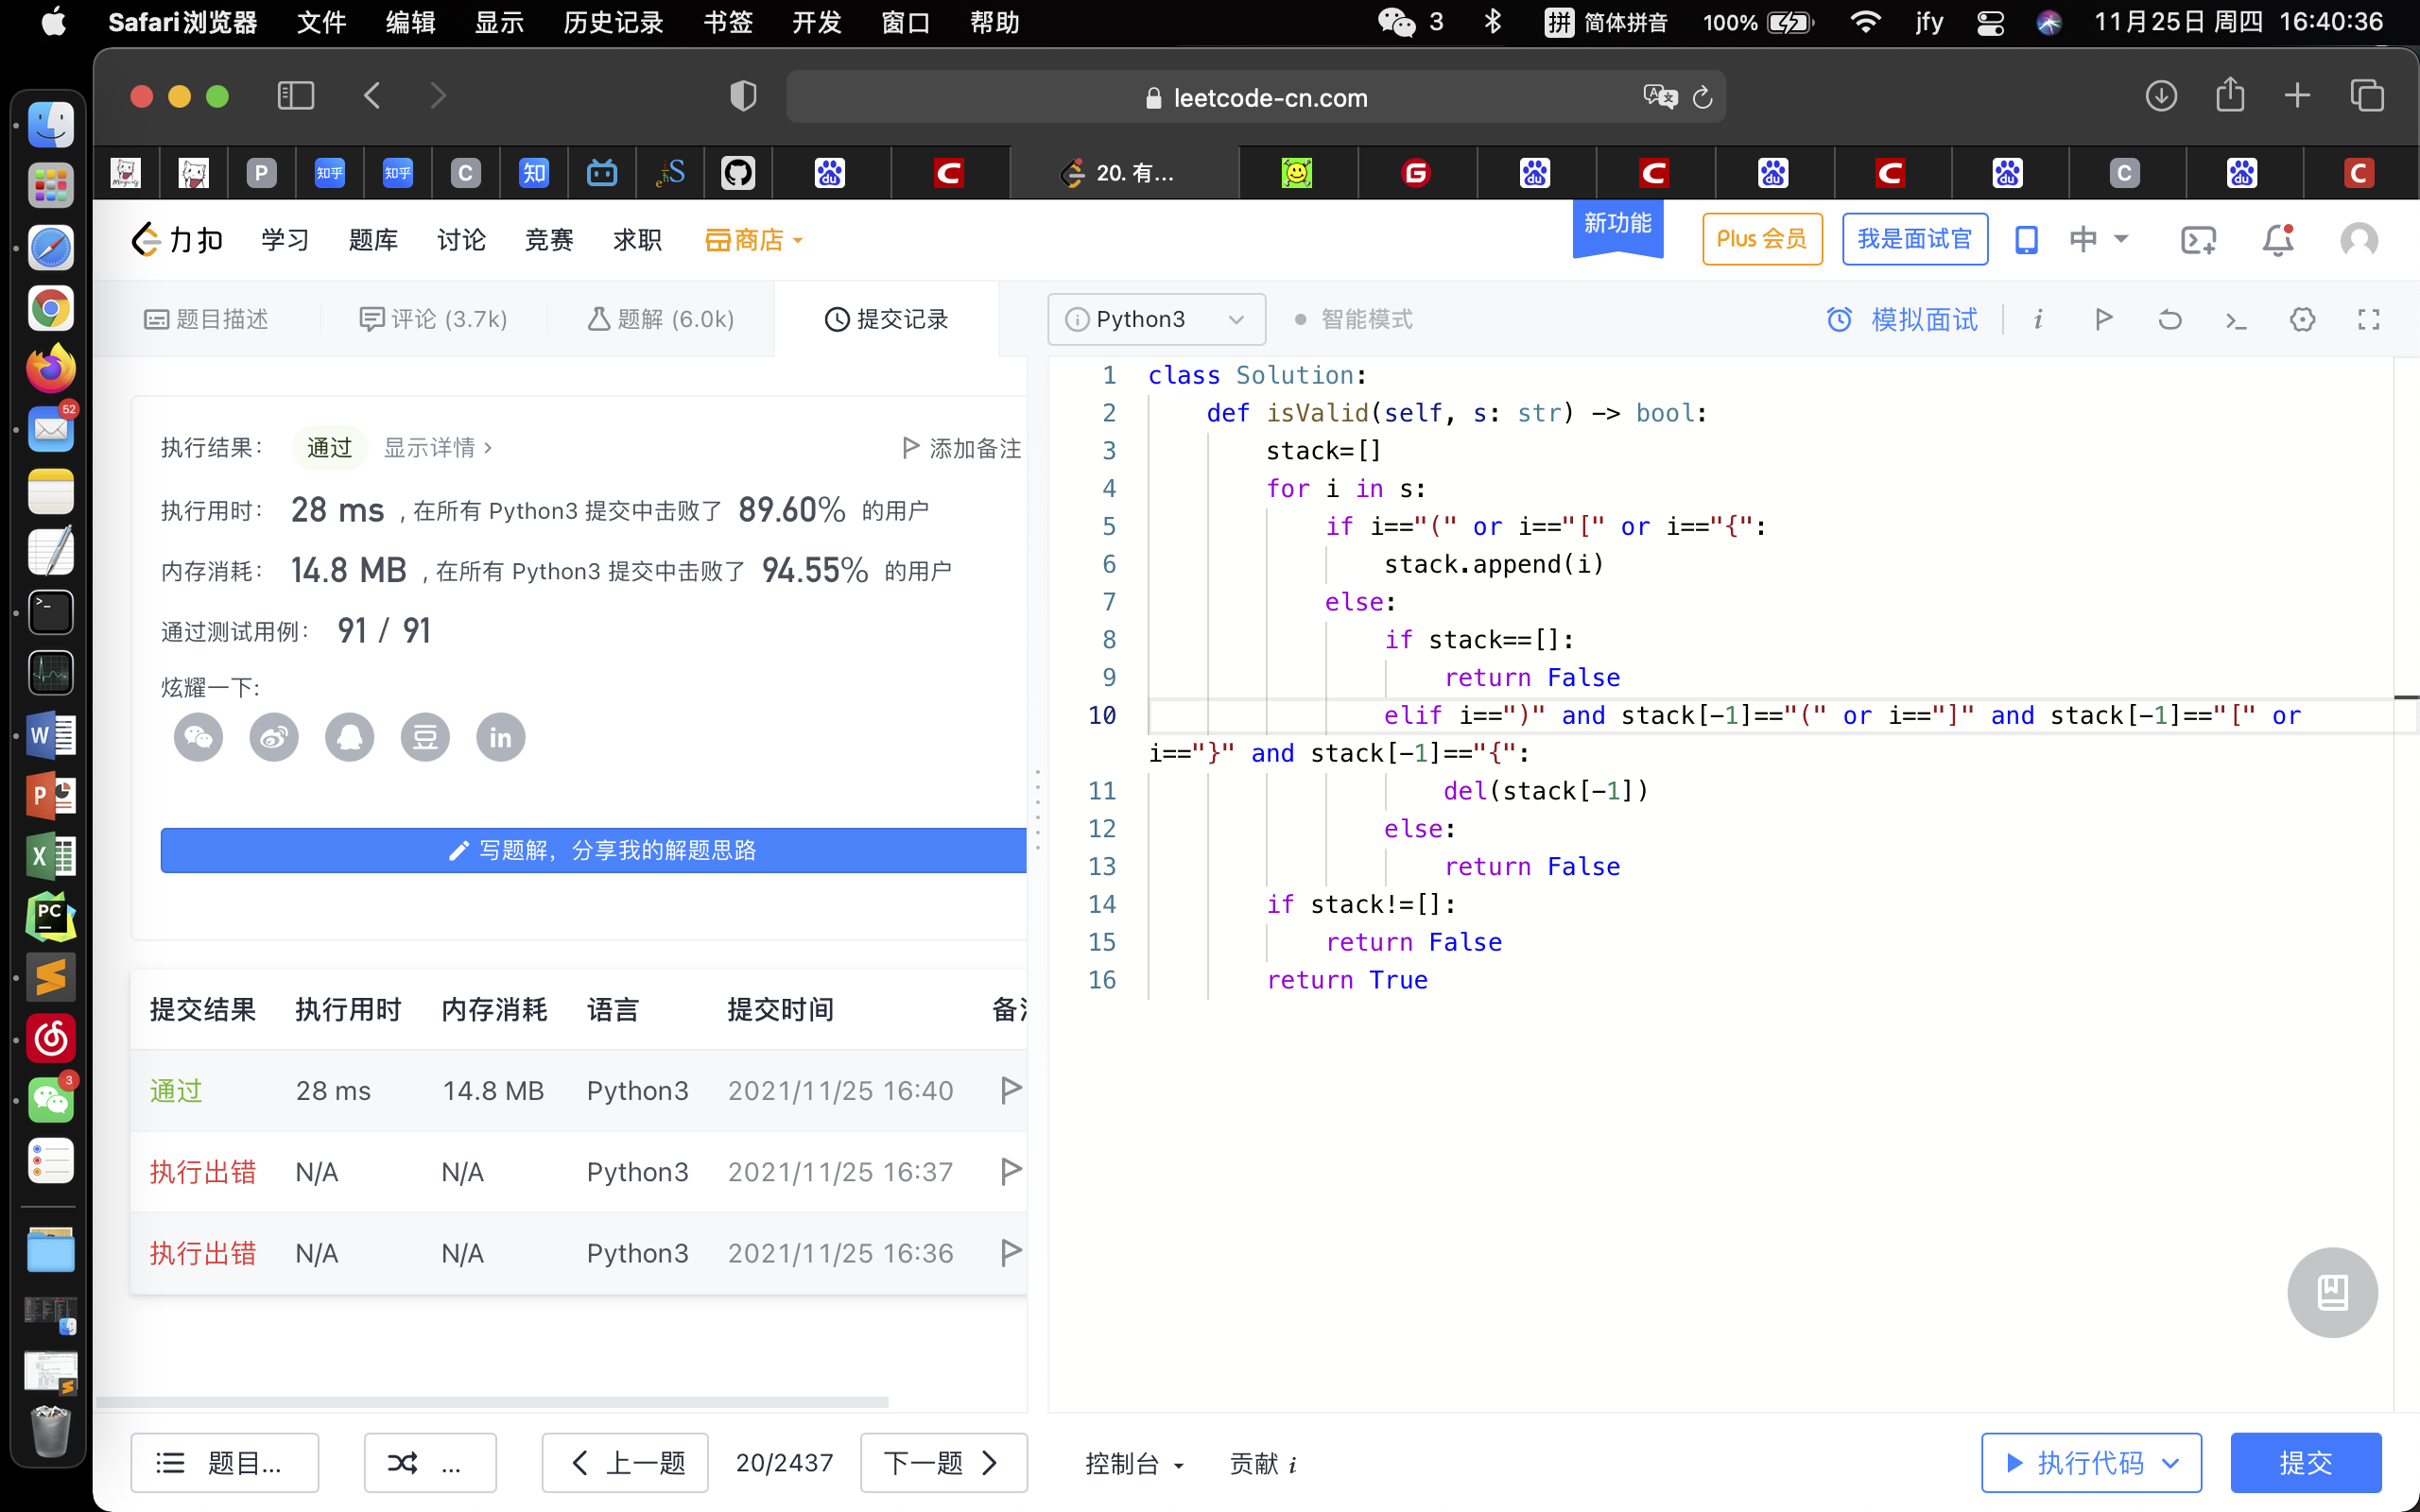 Safari浏览器 文件 编辑 显示 历史记录 书签 开发 窗口 帮助 3 拼 简体拼音 100% jfy 11月25日 周四 16:40:36
leetcode-cn.com
P 知乎 知乎 C 知 20. 有... G C
力扣 学习 题库 讨论 竞赛 求职 商店 新功能 Plus 会员 我是面试官 中
题目描述 评论 (3.7k) 题解 (6.0k) 提交记录 Python3 智能模式 模拟面试
执行结果： 通过 显示详情 > 添加备注
执行用时： 28 ms , 在所有 Python3 提交中击败了 89.60% 的用户
内存消耗： 14.8 MB , 在所有 Python3 提交中击败了 94.55% 的用户
通过测试用例： 91 / 91
炫耀一下:
豆 in
写题解，分享我的解题思路
提交结果 执行用时 内存消耗 语言 提交时间
通过 28 ms 14.8 MB Python3 2021/11/25 16:40
执行出错 N/A N/A Python3 2021/11/25 16:37
执行出错 N/A N/A Python3 2021/11/25 16:36
题目... ... 上一题 20/2437 下一题
1 class Solution:
2 def isValid(self, s: str) -> bool:
3 stack=[]
4 for i in s:
5 if i=="(" or i=="[" or i=="{":
6 stack.append(i)
7 else:
8 if stack==[]:
9 return False
10 elif i==")" and stack[-1]=="(" or i=="]" and stack[-1]=="[" or
i=="}" and stack[-1]=="{":
11 del(stack[-1])
12 else:
13 return False
14 if stack!=[]:
15 return False
16 return True
控制台 贡献 i 执行代码 提交
52
W
P
X
PC
3